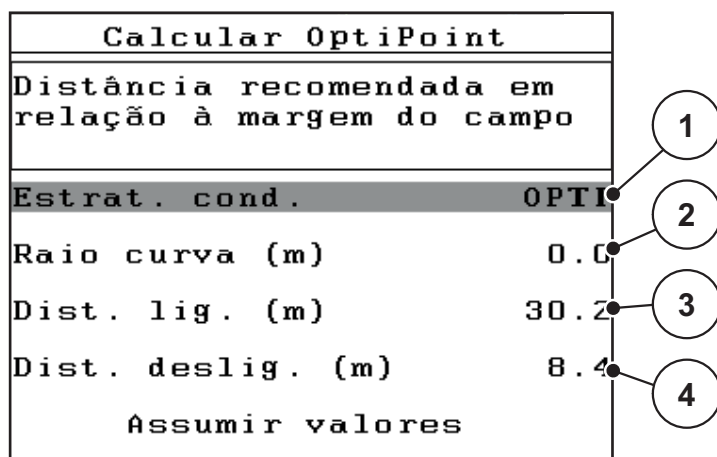 Calcular OptiPoint
Distância recomendada em
relação à margem do campo
Estrat. cond. OPTI
Raio curva (m) 0.0
Dist. lig. (m) 30.2
Dist. deslig. (m) 8.4
Assumir valores
1
2
3
4